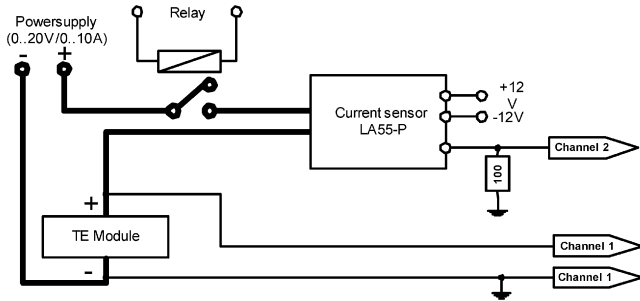 Powersupply
(0..20V/0..10A)
- +
Relay
Current sensor
LA55-P
+12
V
-12V
Channel 2
100
+
TE Module
-
Channel 1
Channel 1